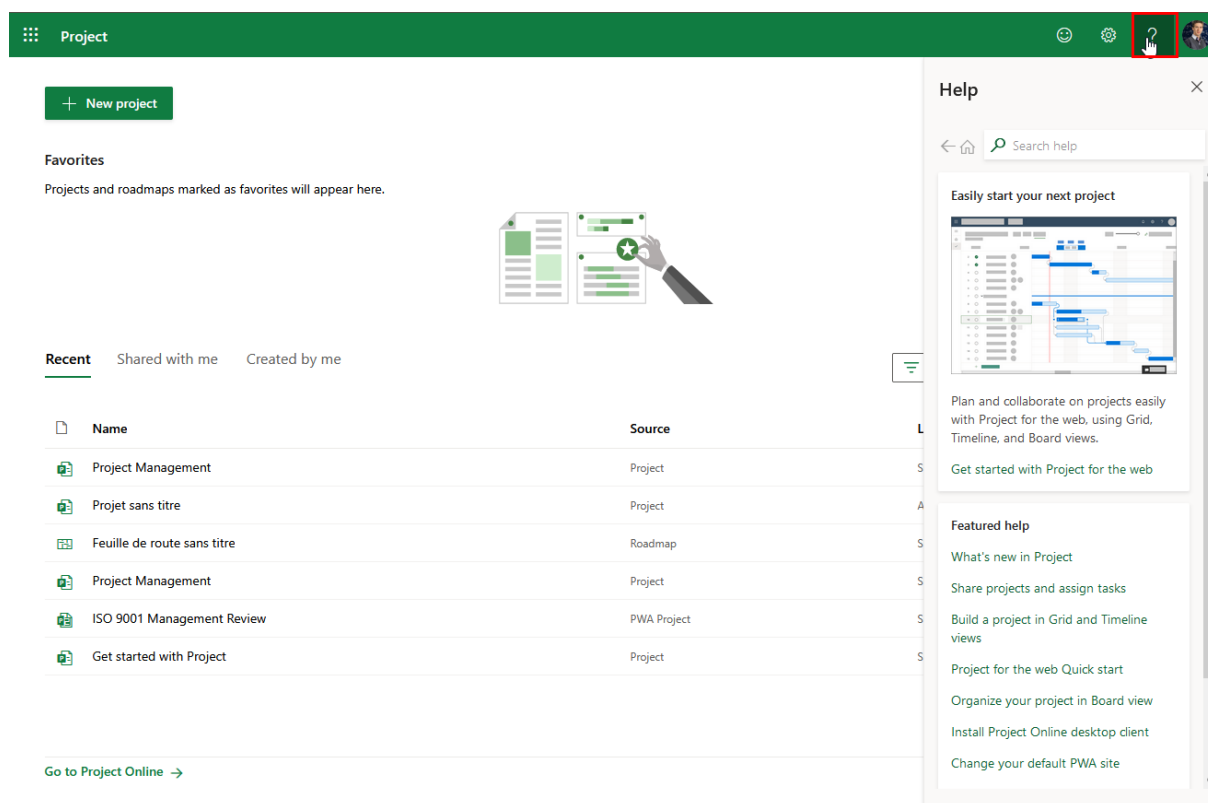 Project
?
New project
Favorites
Projects and roadmaps marked as favorites will appear here.
Recent
Shared with me
Created by me
Name
Source
L
Project Management
Project
S
Projet sans titre
Project
A
Feuille de route sans titre
Roadmap
S
Project Management
Project
S
ISO 9001 Management Review
PWA Project
S
Get started with Project
Project
S
Go to Project Online
Help
Search help
Easily start your next project
Plan and collaborate on projects easily
with Project for the web, using Grid,
Timeline, and Board views.
Get started with Project for the web
Featured help
What's new in Project
Share projects and assign tasks
Build a project in Grid and Timeline
views
Project for the web Quick start
Organize your project in Board view
Install Project Online desktop client
Change your default PWA site